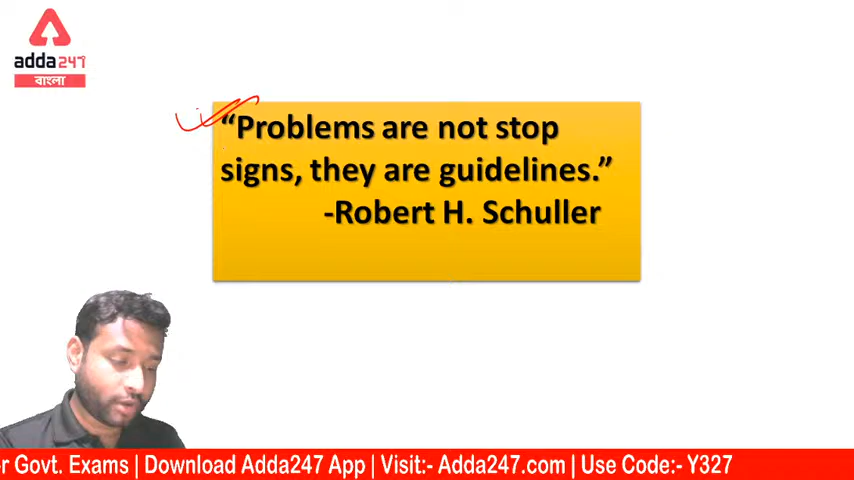 adda247
বাংলা
“Problems are not stop
signs, they are guidelines.”
-Robert H. Schuller
r Govt. Exams | Download Adda247 App | Visit:- Adda247.com | Use Code:- Y327